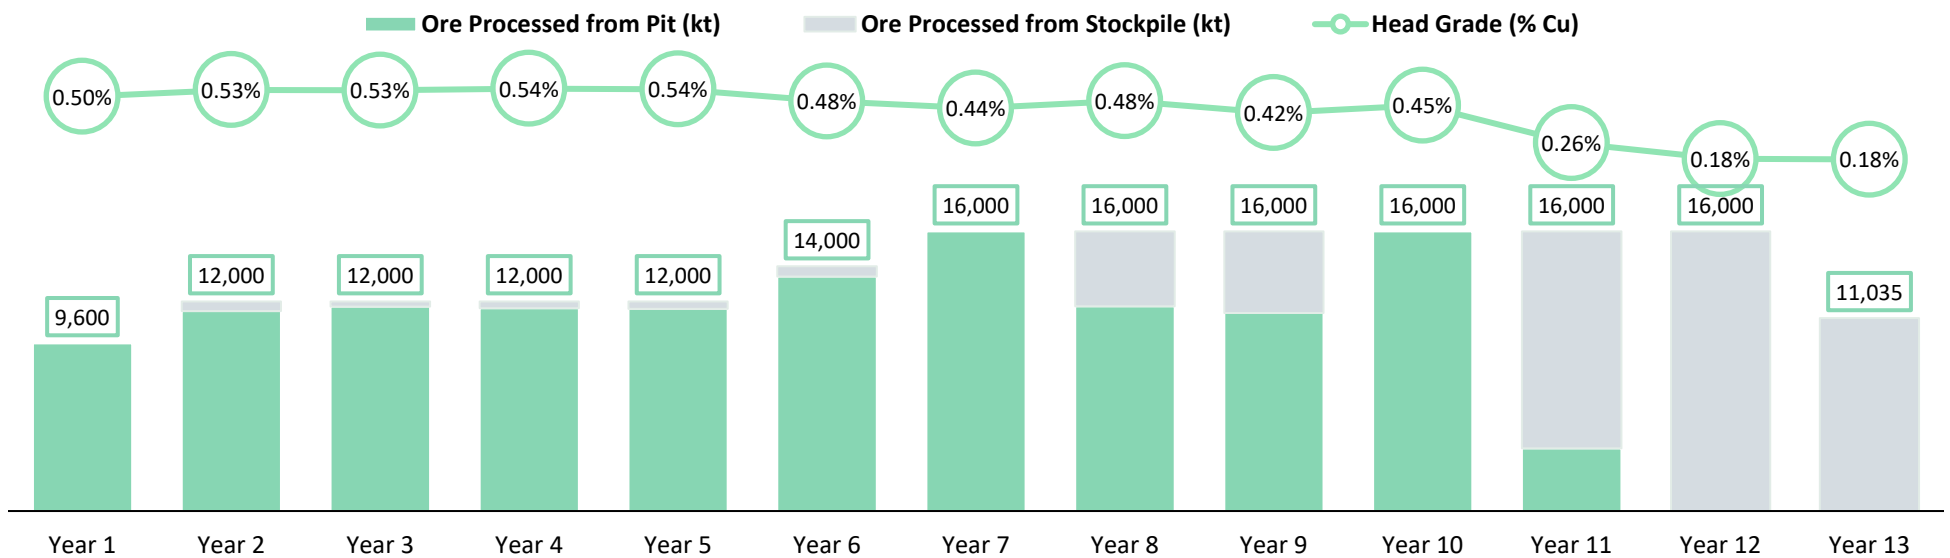 Ore Processed from Pit (kt) Ore Processed from Stockpile (kt) Head Grade (% Cu)
0.50% 0.53% 0.53% 0.54% 0.54% 0.48% 0.44% 0.48% 0.42% 0.45% 0.26% 0.18% 0.18%
9,600 12,000 12,000 12,000 12,000 14,000 16,000 16,000 16,000 16,000 16,000 16,000 11,035
Year 1 Year 2 Year 3 Year 4 Year 5 Year 6 Year 7 Year 8 Year 9 Year 10 Year 11 Year 12 Year 13